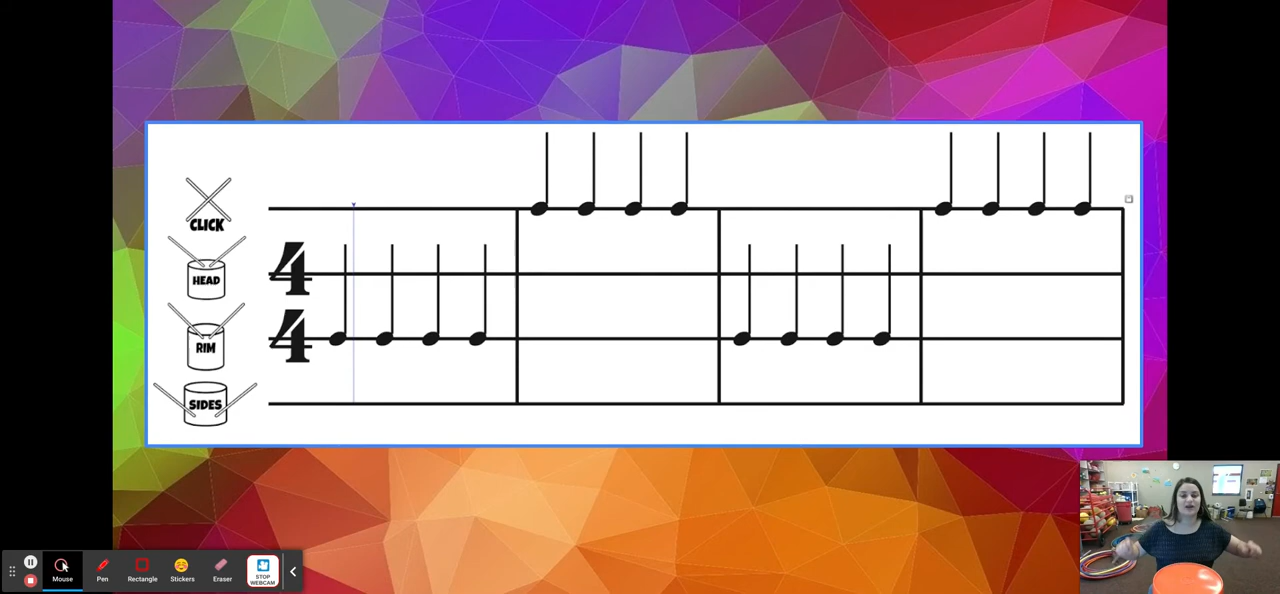 CLICK
HEAD
4
RIM
4
SIDES
Mouse
Pen
Rectangle
Stickers
Eraser
STOP
WEBCAM